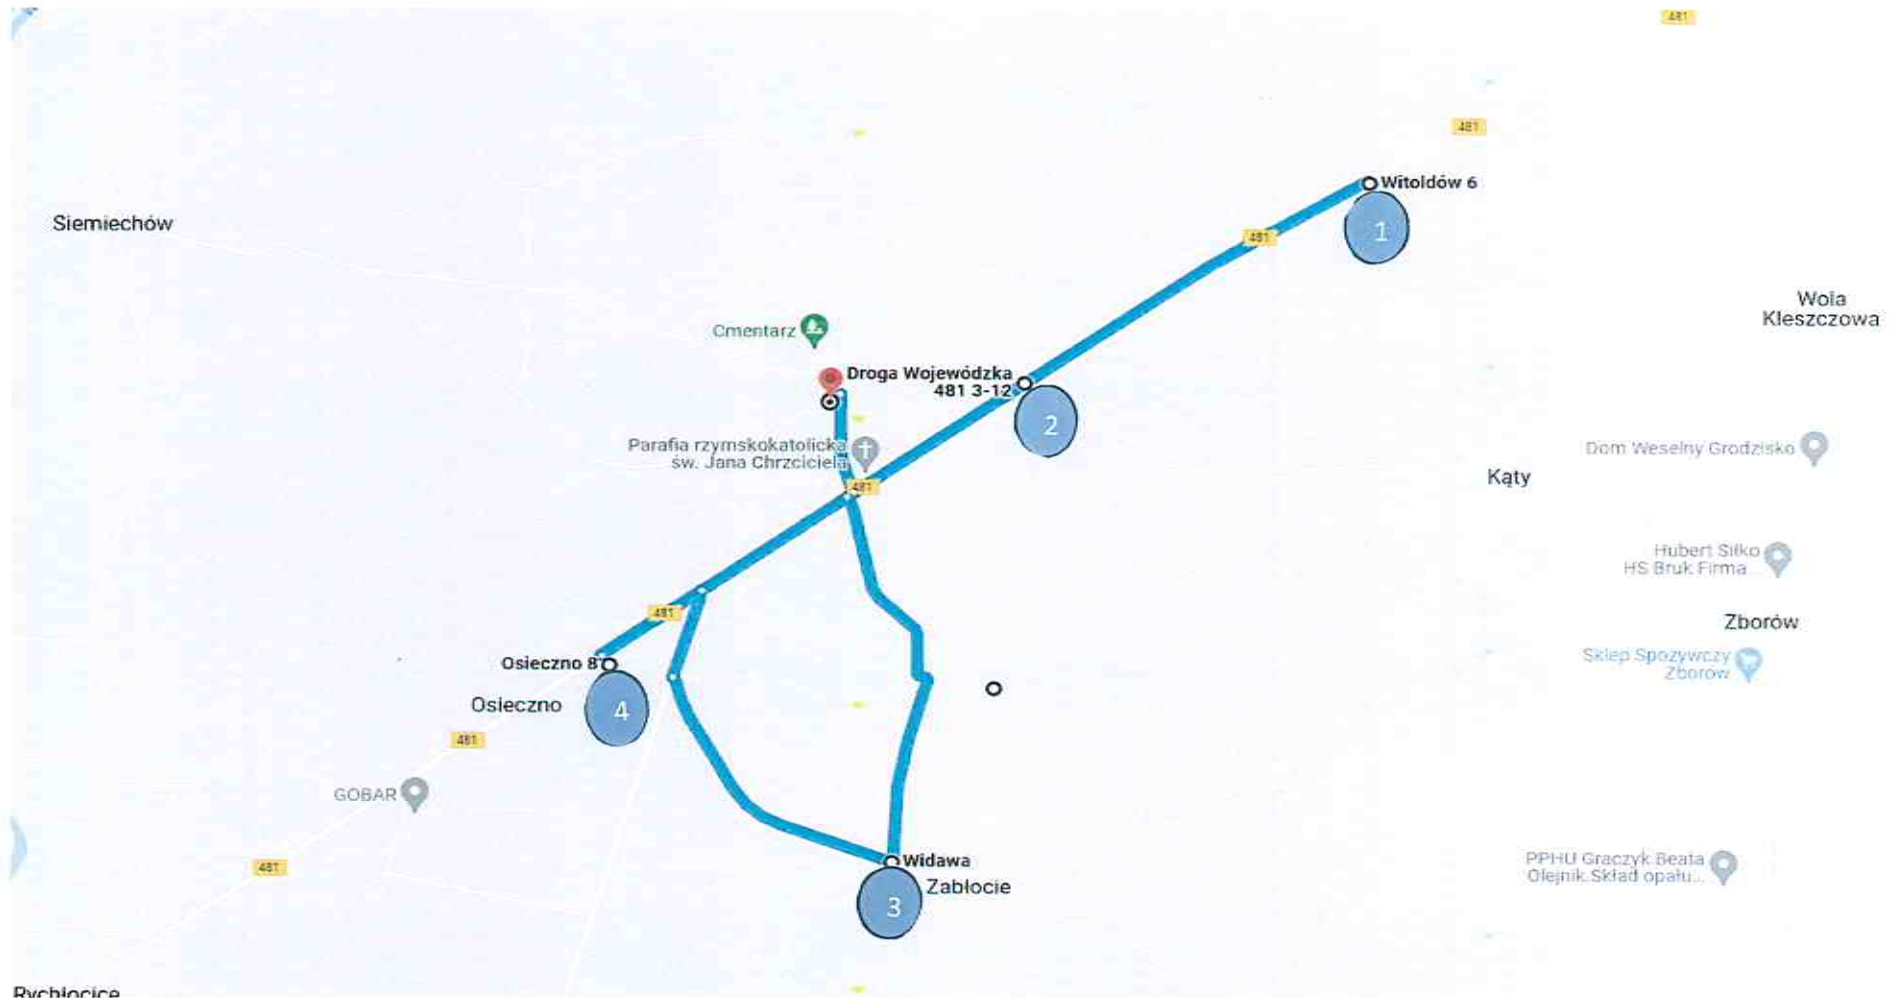 481
481
Witoldów 6
1
Siemiechów
481
Wola
Kleszczowa
Cmentarz
Droga Wojewódzka
481 3-12
2
Parafia rzymskokatolicka
św. Jana Chrzciciela
Dom Weselny Grodzisko
481
Kąty
Hubert Siłko
HS Bruk Firma...
481
Zborów
Osieczno 8
Sklep Spożywczy
Zborów
Osieczno
4
481
GOBAR
Widawa
481
PPHU Graczyk Beata
Olejnik.Skład opału...
Zabłocie
3
Rychłocice